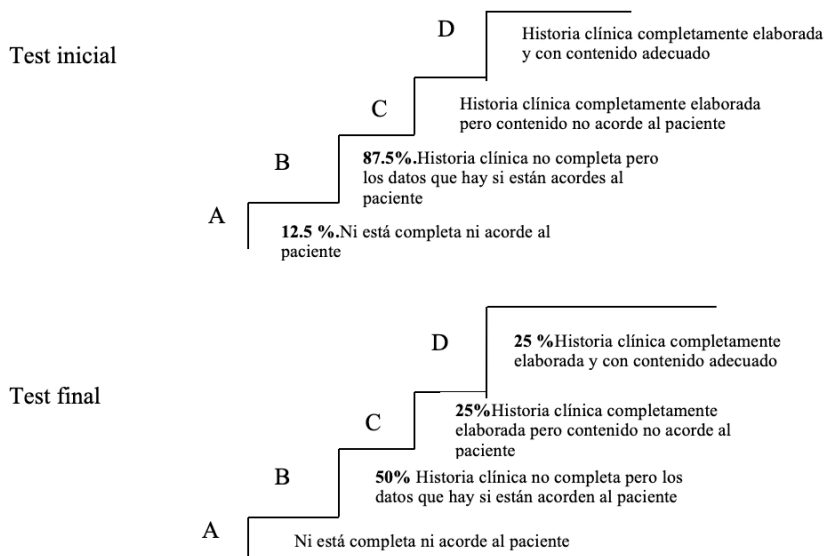 D
Historia clínica completamente elaborada
y con contenido adecuado
Test inicial
C
Historia clínica completamente elaborada
pero contenido no acorde al paciente
B
87.5%.Historia clínica no completa pero
los datos que hay si están acordes al
paciente
A
12.5 %.Ni está completa ni acorde al
paciente
D
25 %Historia clínica completamente
elaborada y con contenido adecuado
Test final
C
25%Historia clínica completamente
elaborada pero contenido no acorde al
paciente
B
50% Historia clínica no completa pero los
datos que hay si están acorden al paciente
A
Ni está completa ni acorde al paciente